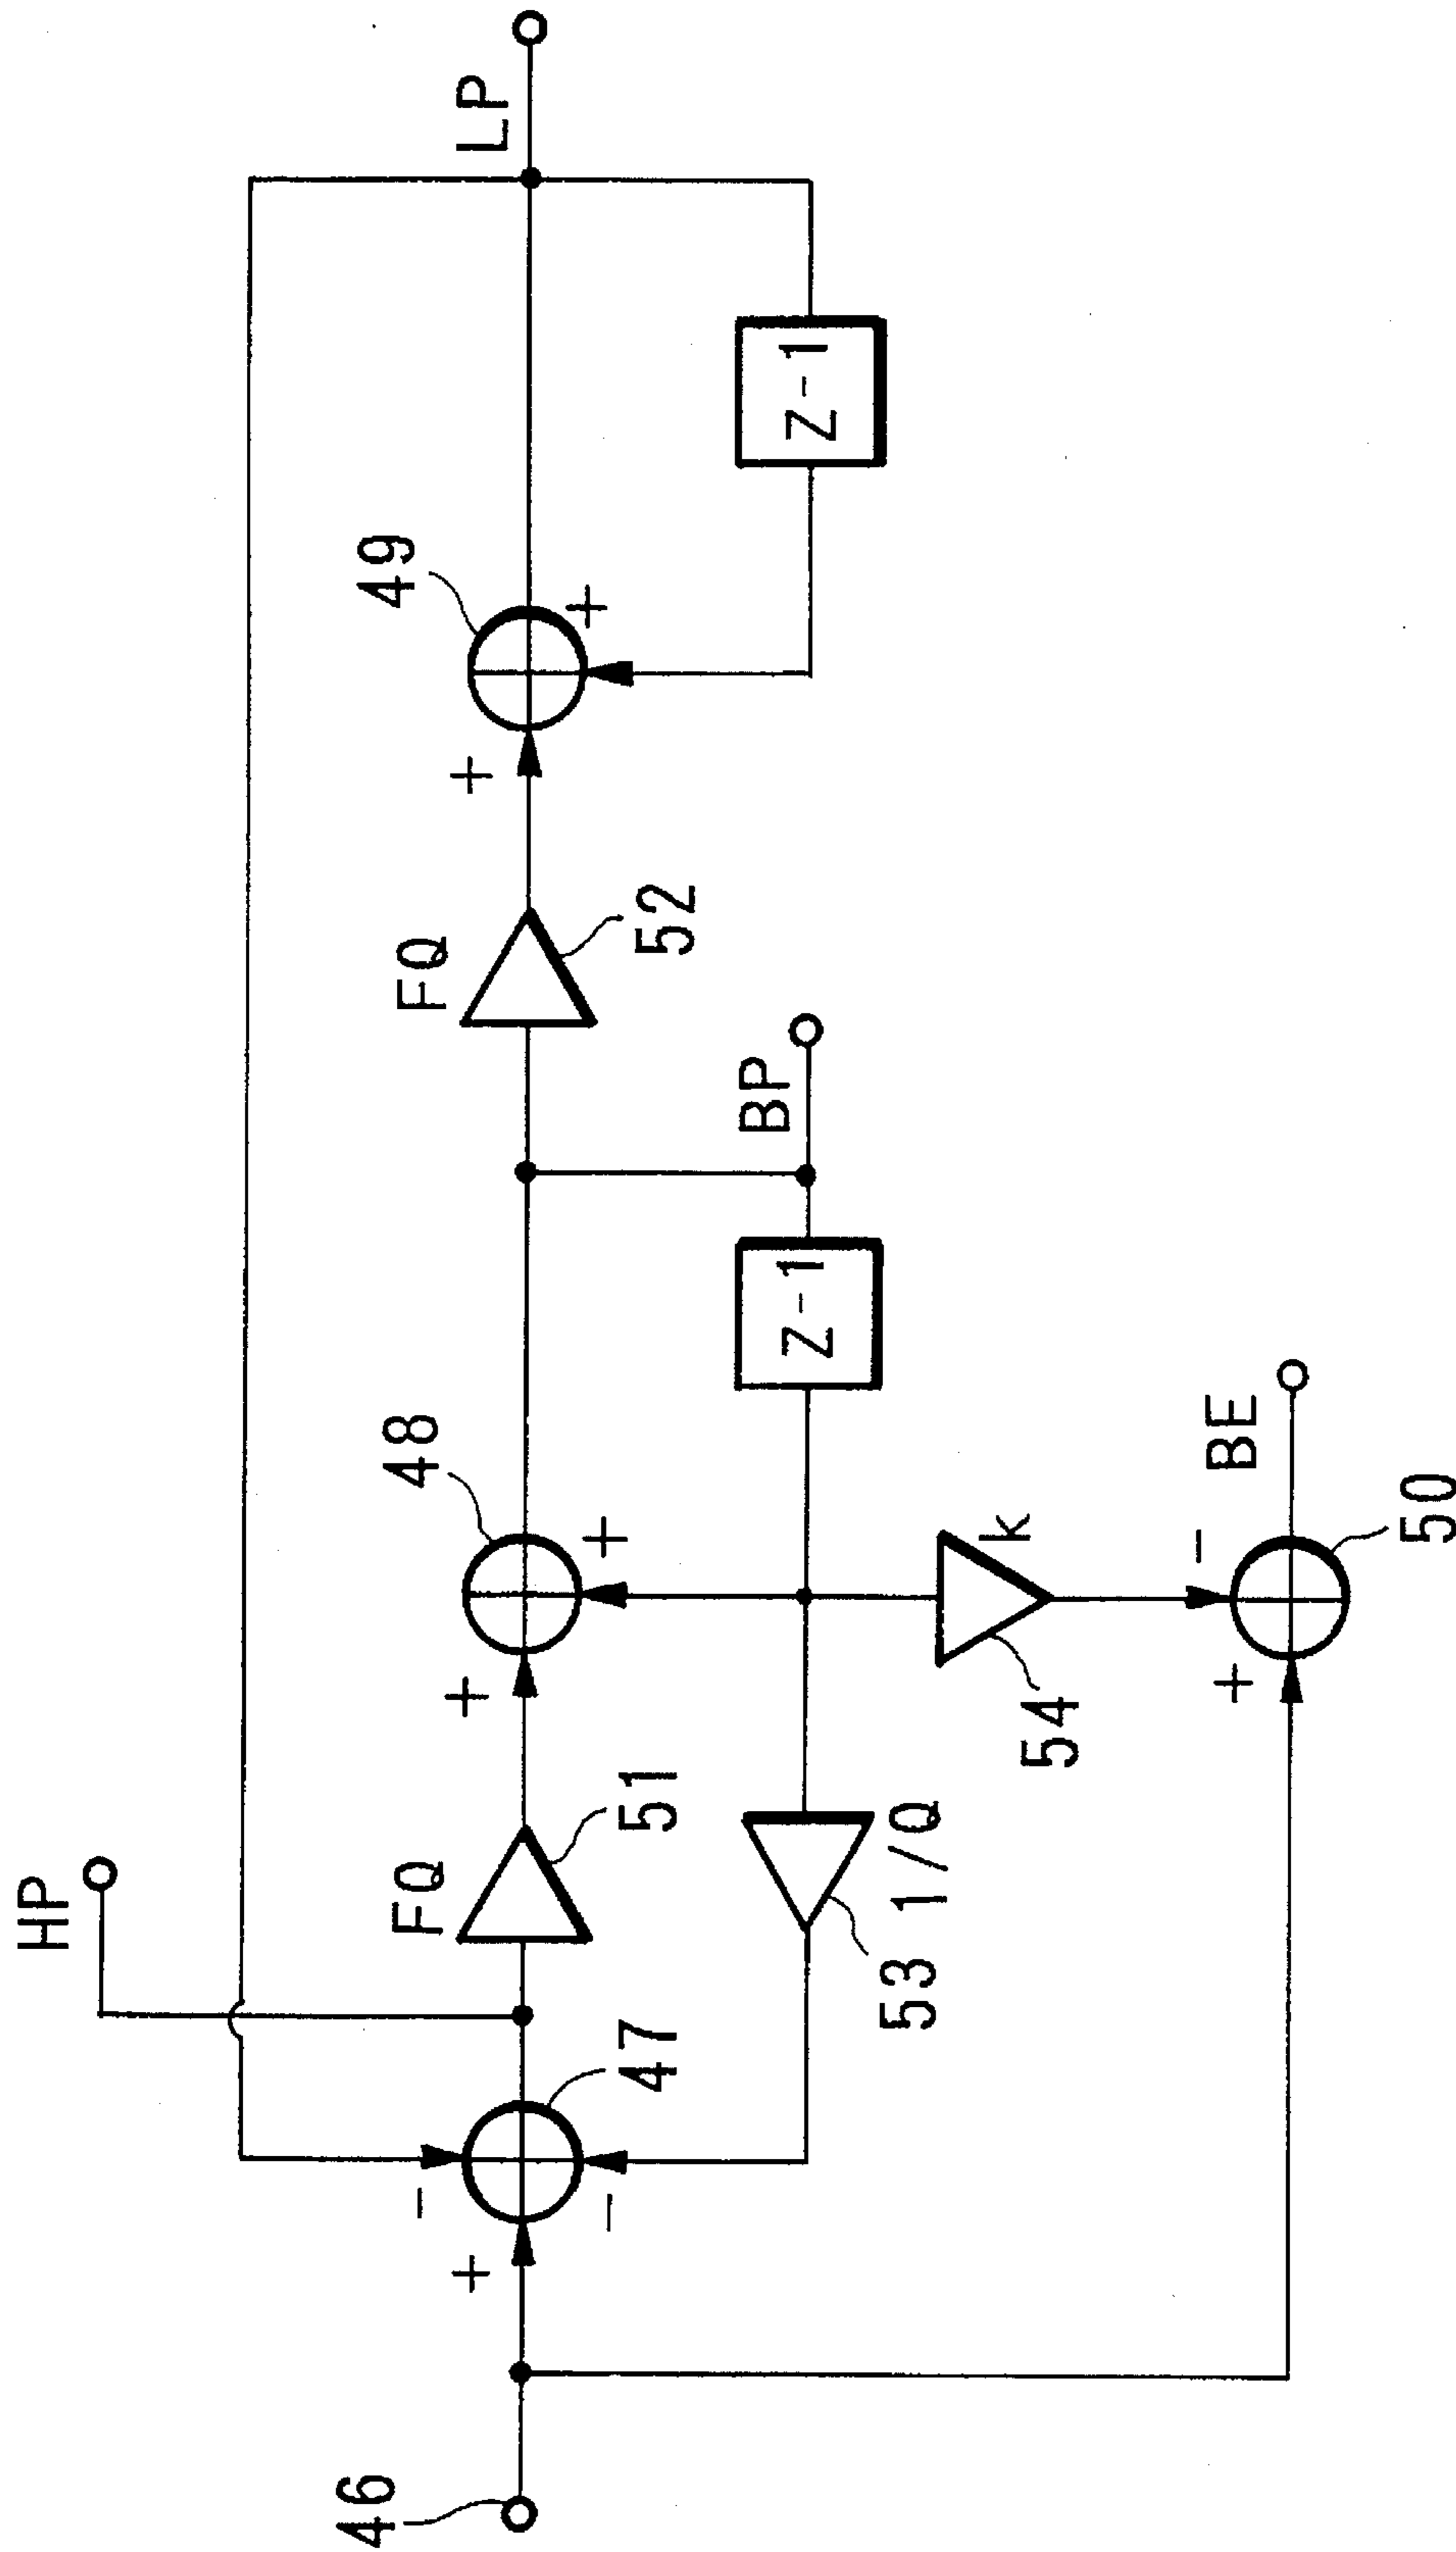 HP
LP
46
47
FQ
51
48
FQ
52
49
Z-1
Z-1
BP
53
1/Q
54
k
BE
50
+
-
-
+
+
+
+
+
-